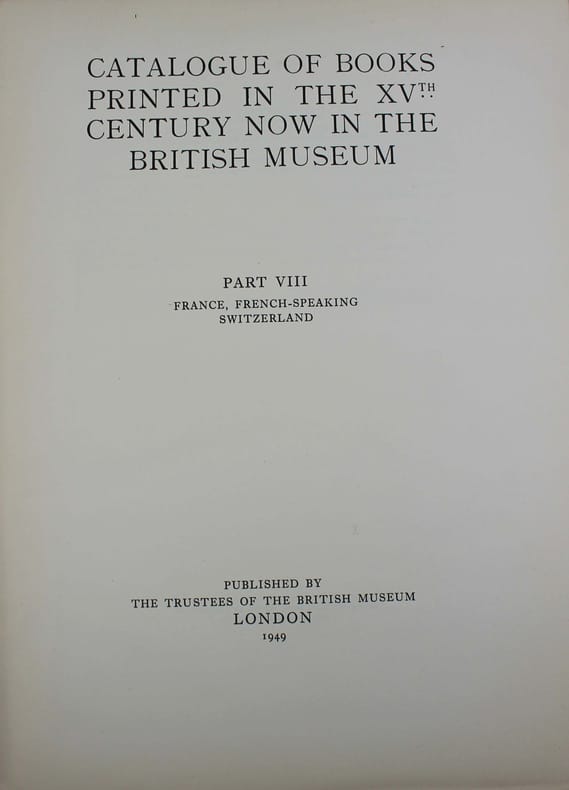 CATALOGUE OF BOOKS
PRINTED IN THE XVTH
CENTURY NOW IN THE
BRITISH MUSEUM
PART VIII
FRANCE, FRENCH-SPEAKING
SWITZERLAND
PUBLISHED BY
THE TRUSTEES OF THE BRITISH MUSEUM
LONDON
1949